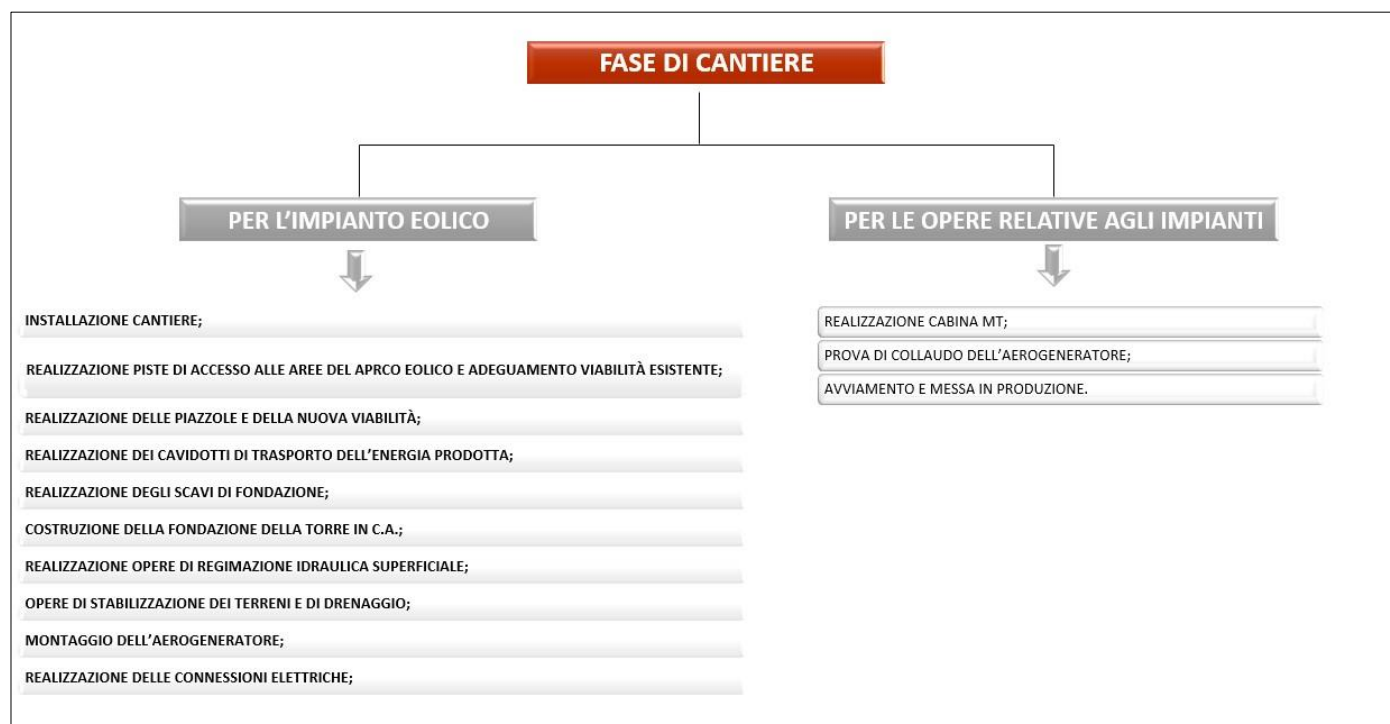 FASE DI CANTIERE
PER L’IMPIANTO EOLICO
INSTALLAZIONE CANTIERE;
REALIZZAZIONE PISTE DI ACCESSO ALLE AREE DEL APRCO EOLICO E ADEGUAMENTO VIABILITÀ ESISTENTE;
REALIZZAZIONE DELLE PIAZZOLE E DELLA NUOVA VIABILITÀ;
REALIZZAZIONE DEI CAVIDOTTI DI TRASPORTO DELL’ENERGIA PRODOTTA;
REALIZZAZIONE DEGLI SCAVI DI FONDAZIONE;
COSTRUZIONE DELLA FONDAZIONE DELLA TORRE IN C.A.;
REALIZZAZIONE OPERE DI REGIMAZIONE IDRAULICA SUPERFICIALE;
OPERE DI STABILIZZAZIONE DEI TERRENI E DI DRENAGGIO;
MONTAGGIO DELL’AEROGENERATORE;
REALIZZAZIONE DELLE CONNESSIONI ELETTRICHE;
PER LE OPERE RELATIVE AGLI IMPIANTI
REALIZZAZIONE CABINA MT;
PROVA DI COLLAUDO DELL’AEROGENERATORE;
AVVIAMENTO E MESSA IN PRODUZIONE.